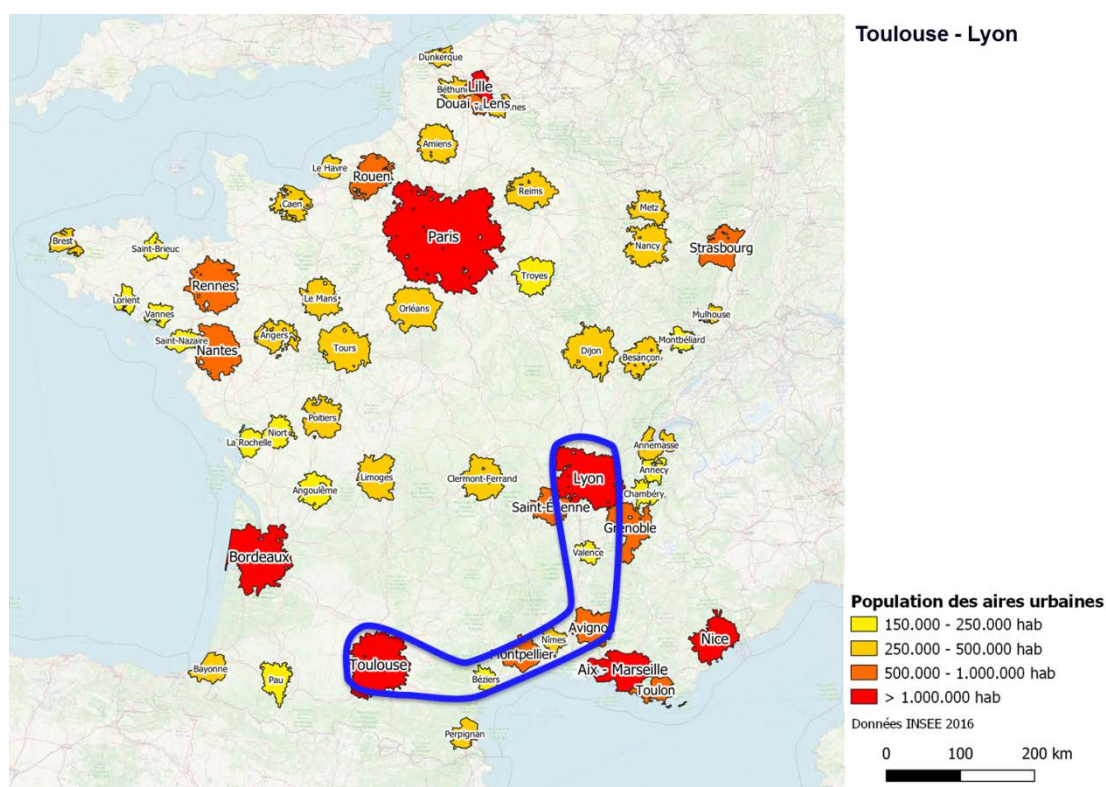 Toulouse - Lyon
Dunkerque
Béthun
Lille
Douai - Lens
nes
Amiens
Le Havre
Rouen
Reims
Caen
Metz
Paris
Nancy
Strasbourg
Brest
Saint-Brieuc
Troyes
Rennes
Le Mans
Lorient
Orléans
Vannes
Mulhouse
Saint-Nazaire
Angers
Montbéliard
Nantes
Tours
Dijon
Besançon
Poitiers
Niort
La Rochelle
Annemasse
Limoges
Clermont-Ferrand
Lyon
Annecy
Angoulême
Chambéry
Saint-Étienne
Grenoble
Valence
Bordeaux
Avigno
Nîmes
Nice
Montpellier
Toulouse
Aix - Marseille
Bayonne
Béziers
Pau
Toulon
Perpignan
Population des aires urbaines
150.000 - 250.000 hab
250.000 - 500.000 hab
500.000 - 1.000.000 hab
> 1.000.000 hab
Données INSEE 2016
0 100 200 km